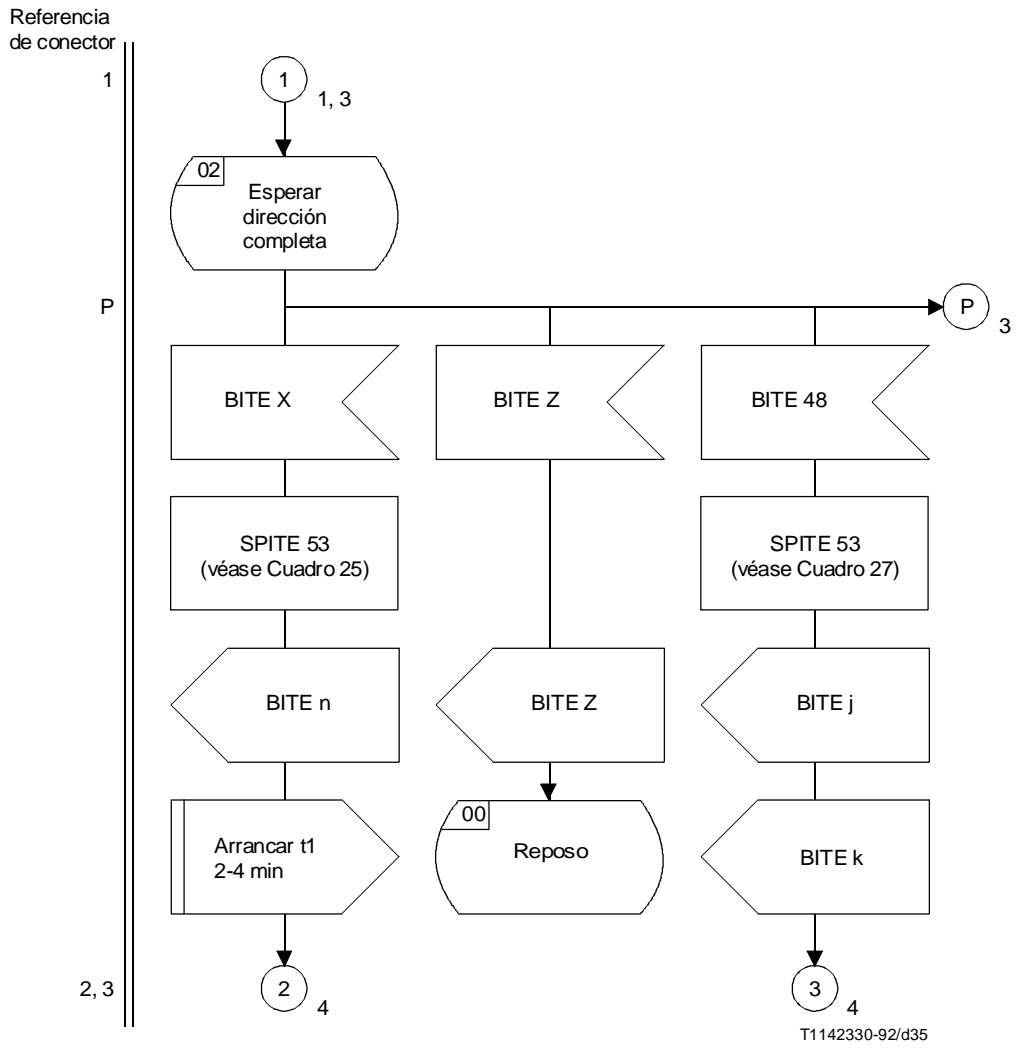 Referencia
de conector
1
1
1, 3
02
Esperar
dirección
completa
P
P
3
BITE X
BITE Z
BITE 48
SPITE 53
(véase Cuadro 25)
SPITE 53
(véase Cuadro 27)
BITE n
BITE Z
BITE j
Arrancar t1
2-4 min
00
Reposo
BITE k
2, 3
2
4
3
4
T1142330-92/d35